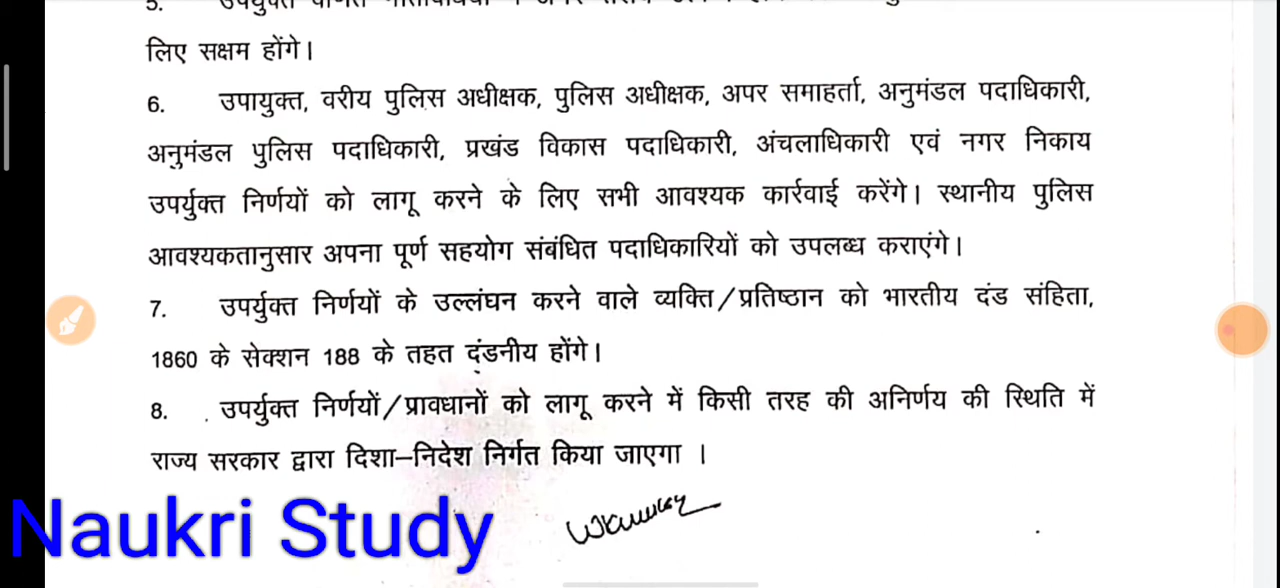 5. उपर्युक्त वर्णित
लिए सक्षम होंगे।
6. उपायुक्त, वरीय पुलिस अधीक्षक, पुलिस अधीक्षक, अपर समाहर्ता, अनुमंडल पदाधिकारी,
अनुमंडल पुलिस पदाधिकारी, प्रखंड विकास पदाधिकारी, अंचलाधिकारी एवं नगर निकाय
उपर्युक्त निर्णयों को लागू करने के लिए सभी आवश्यक कार्रवाई करेंगे। स्थानीय पुलिस
आवश्यकतानुसार अपना पूर्ण सहयोग संबंधित पदाधिकारियों को उपलब्ध कराएंगे।
7. उपर्युक्त निर्णयों के उल्लंघन करने वाले व्यक्ति/प्रतिष्ठान को भारतीय दंड संहिता,
1860 के सेक्शन 188 के तहत दंडनीय होंगे।
8. उपर्युक्त निर्णयों/प्रावधानों को लागू करने में किसी तरह की अनिर्णय की स्थिति में
राज्य सरकार द्वारा दिशा–निदेश निर्गत किया जाएगा ।
Naukri Study